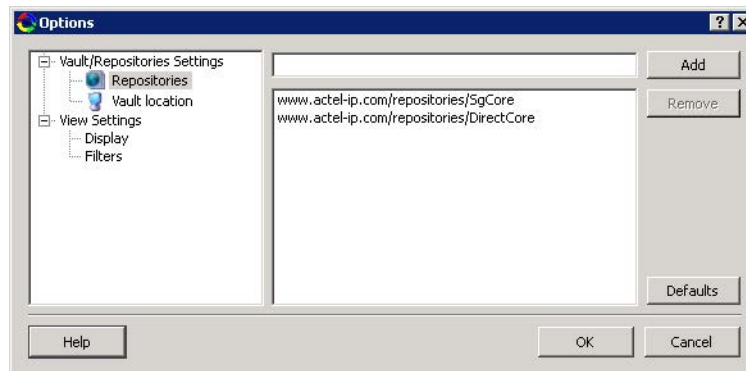 Options
Vault/Repositories Settings
Repositories
Vault location
View Settings
Display
Filters
Add
www.actel-ip.com/repositories/SgCore
www.actel-ip.com/repositories/DirectCore
Remove
Defaults
Help
OK
Cancel